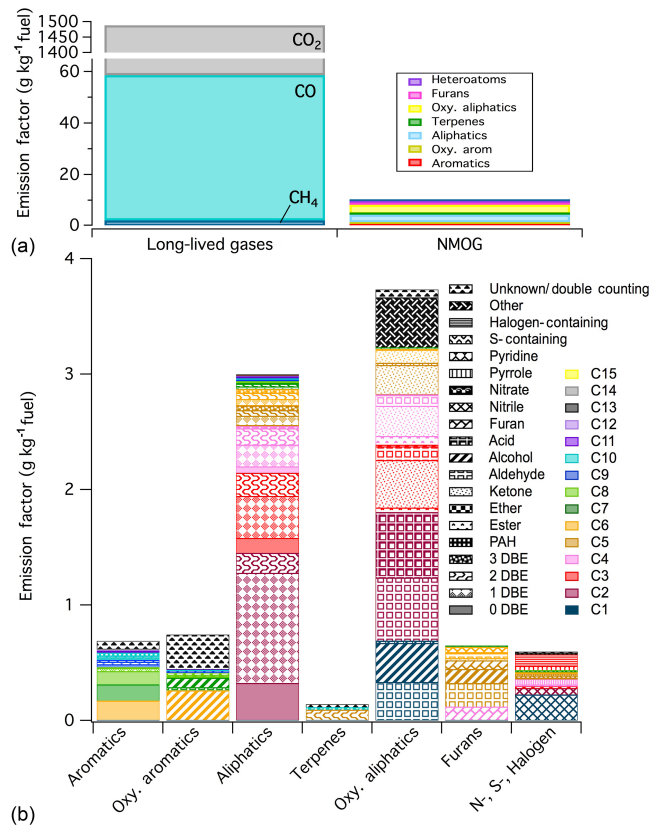 1500
1450
1400
60
40
20
0
Emission factor (g kg⁻¹ fuel)
CO₂
CO
CH₄
Heteroatoms
Furans
Oxy. aliphatics
Terpenes
Aliphatics
Oxy. arom
Aromatics
(a)
Long-lived gases
NMOG
4
3
2
1
0
Emission factor (g kg⁻¹fuel)
Unknown/double counting
Other
Halogen-containing
S-containing
Pyridine
Pyrrole
Nitrate
Nitrile
Furan
Acid
Alcohol
Aldehyde
Ketone
Ether
Ester
PAH
3 DBE
2 DBE
1 DBE
0 DBE
C15
C14
C13
C12
C11
C10
C9
C8
C7
C6
C5
C4
C3
C2
C1
Aromatics
Oxy. aromatics
Aliphatics
Terpenes
Oxy. aliphatics
Furans
N-, S-, Halogen
(b)